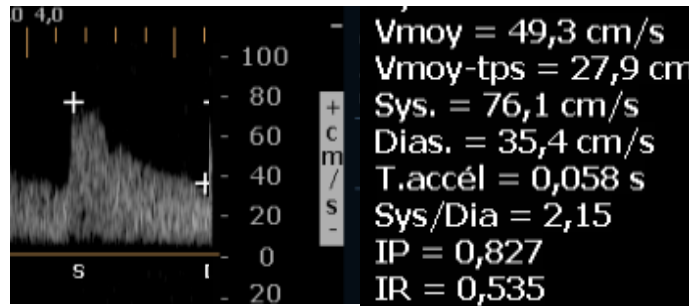 0 4,0
100
80
60
40
20
0
20
+
c
m
/
s
-
S
Vmoy = 49,3 cm/s
Vmoy-tps = 27,9 cm
Sys. = 76,1 cm/s
Dias. = 35,4 cm/s
T.accél = 0,058 s
Sys/Dia = 2,15
IP = 0,827
IR = 0,535